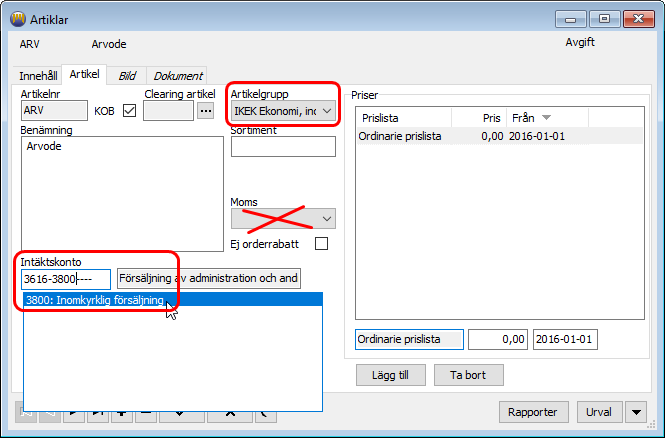 Artiklar
ARV Arvode Avgift
Innehåll Artikel Bild Dokument
Artikelnr Clearing artikel Artikelgrupp
ARV KOB ... IKEK Ekonomi, inc
Benämning Sortiment
Arvode
Moms
Ej orderrabatt
Intäktskonto
3616-3800----- Försäljning av administration och and
3800: Inomkyrklig försäljning
Priser
Prislista Pris Från
Ordinarie prislista 0,00 2016-01-01
Ordinarie prislista 0,00 2016-01-01
Lägg till Ta bort
Rapporter Urval